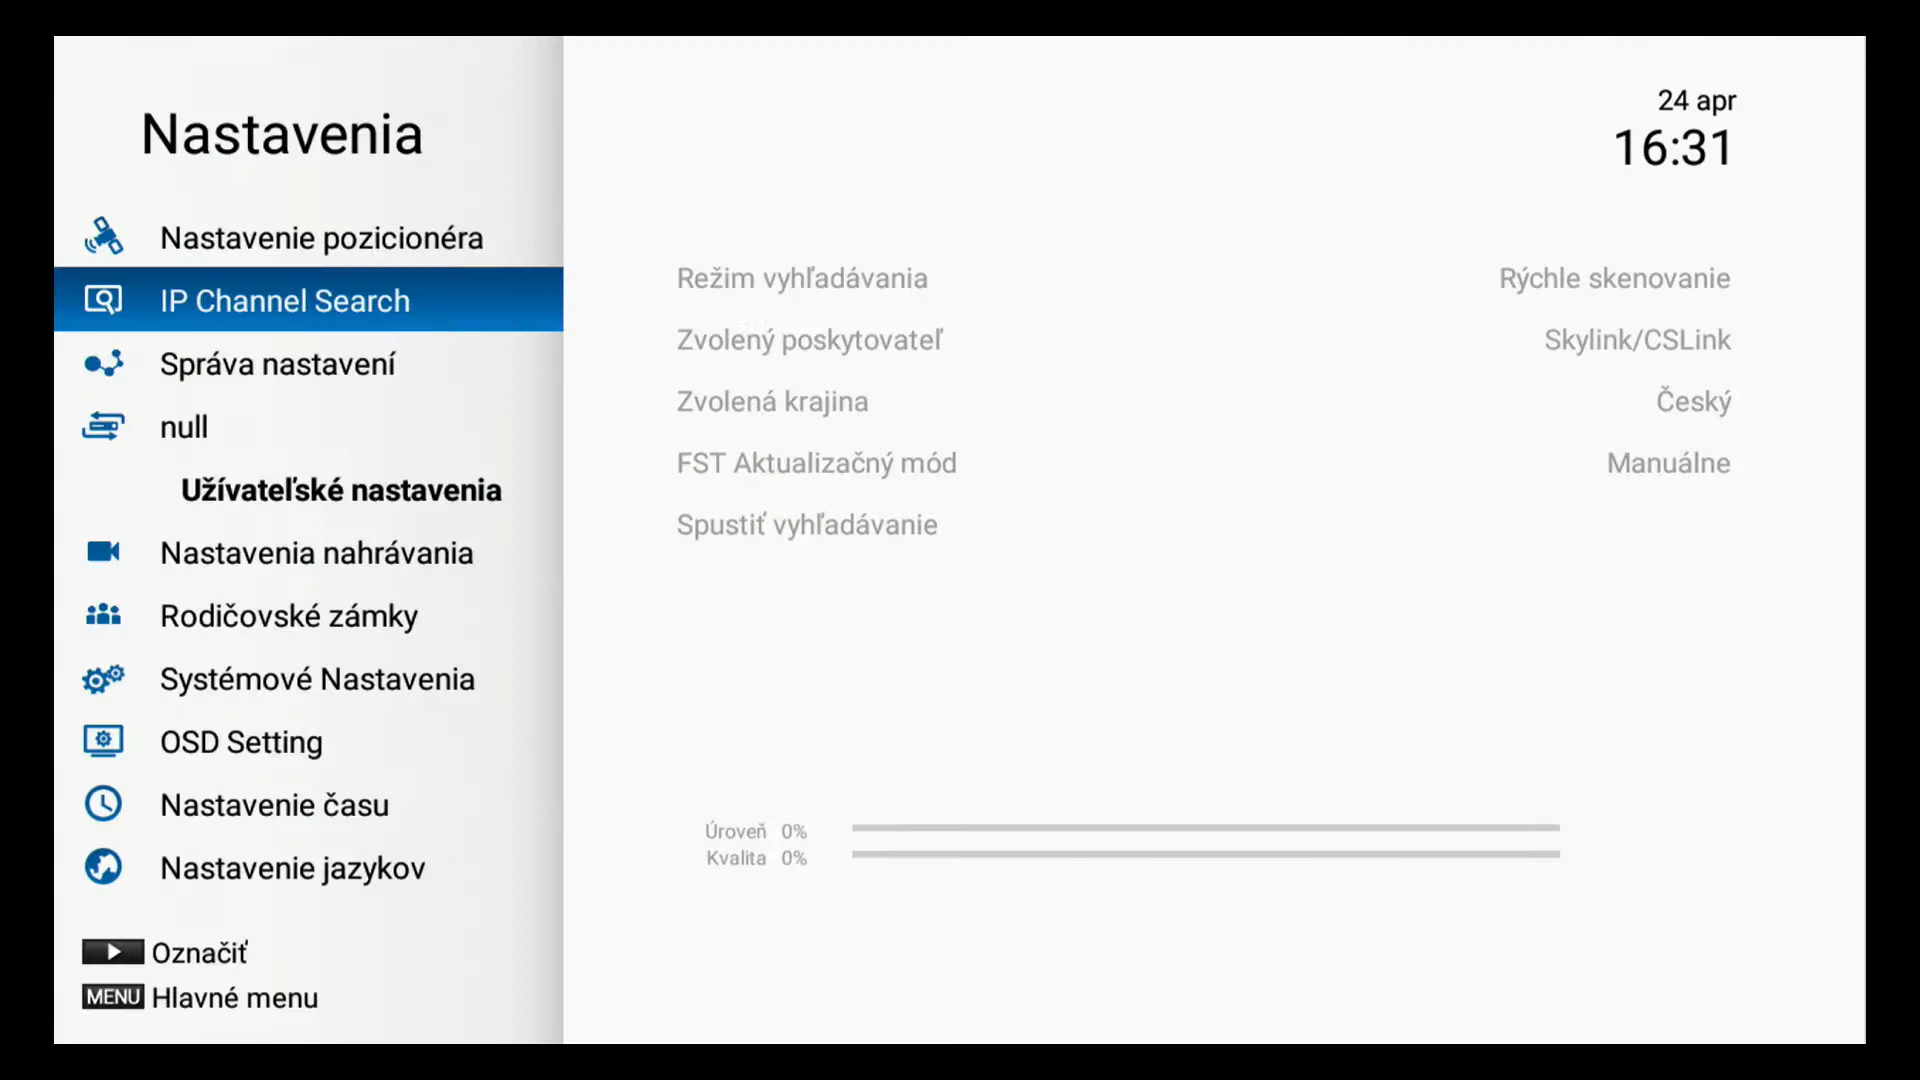 Nastavenia
Nastavenie pozicionéra
IP Channel Search
Správa nastavení
null
Užívateľské nastavenia
Nastavenia nahrávania
Rodičovské zámky
Systémové Nastavenia
OSD Setting
Nastavenie času
Nastavenie jazykov
Označiť
MENU Hlavné menu
24 apr
16:31
Režim vyhľadávania Rýchle skenovanie
Zvolený poskytovateľ Skylink/CSLink
Zvolená krajina Český
FST Aktualizačný mód Manuálne
Spustiť vyhľadávanie
Úroveň 0%
Kvalita 0%